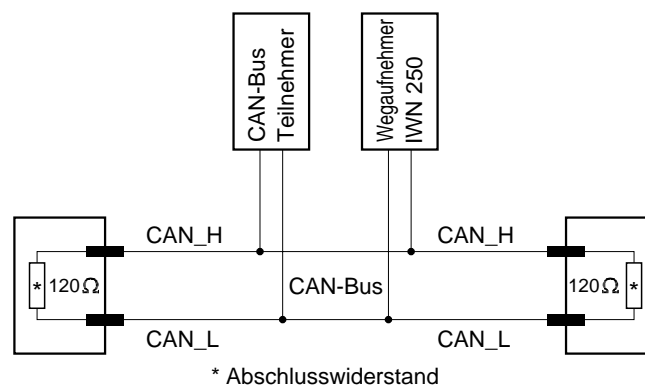 CAN-Bus
Teilnehmer
Wegaufnehmer
IWN 250
CAN_H
CAN_H
* 120Ω
120Ω *
CAN-Bus
CAN_L
CAN_L
* Abschlusswiderstand